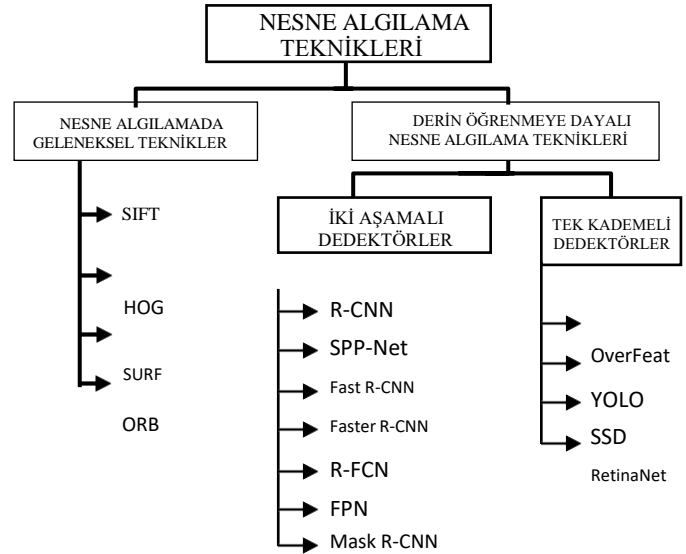 NESNE ALGILAMA
TEKNİKLERİ
NESNE ALGILAMADA
GELENEKSEL TEKNİKLER
DERİN ÖĞRENMEYE DAYALI
NESNE ALGILAMA TEKNİKLERİ
SIFT
HOG
SURF
ORB
İKİ AŞAMALI
DEDEKTÖRLER
R-CNN
SPP-Net
Fast R-CNN
Faster R-CNN
R-FCN
FPN
Mask R-CNN
TEK KADEMELİ
DEDEKTÖRLER
OverFeat
YOLO
SSD
RetinaNet